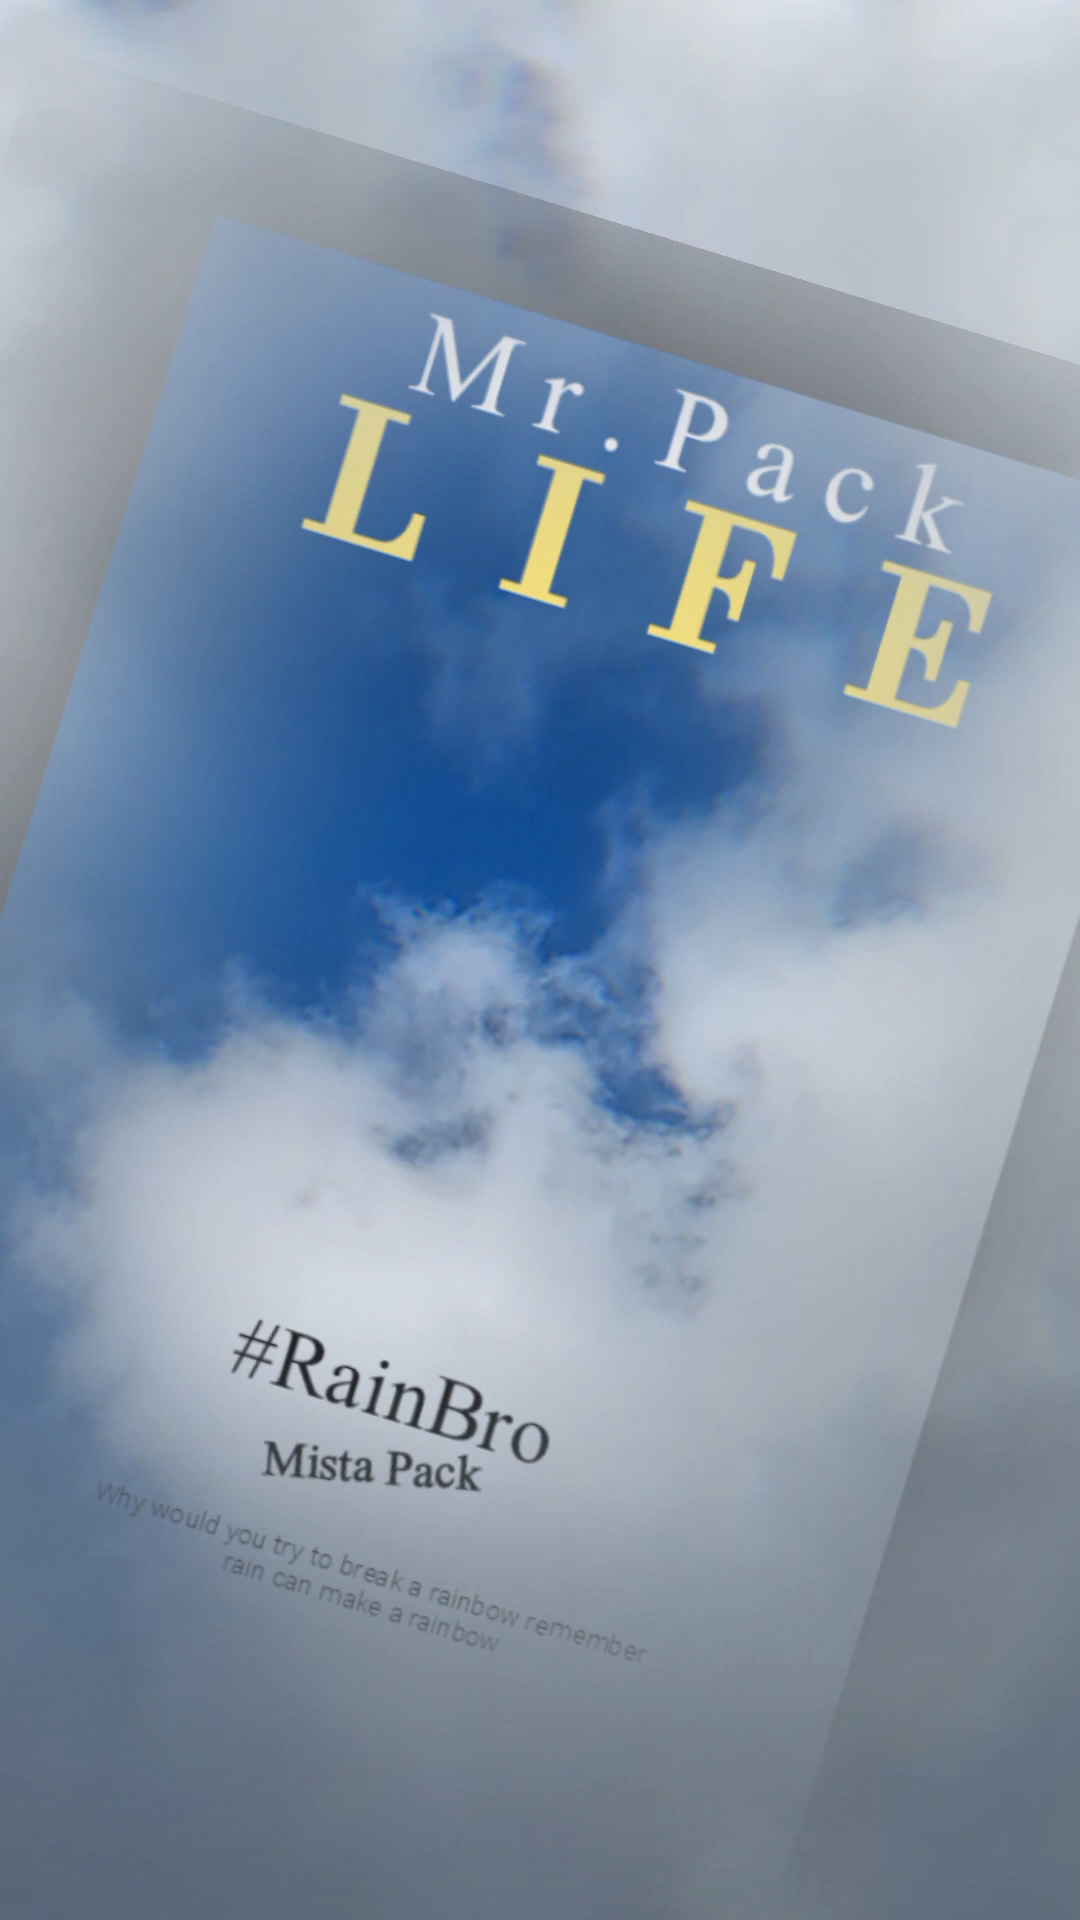 Mr. Pack
LIFE
#RainBro
Mista Pack
Why would you try to break a rainbow remember
rain can make a rainbow